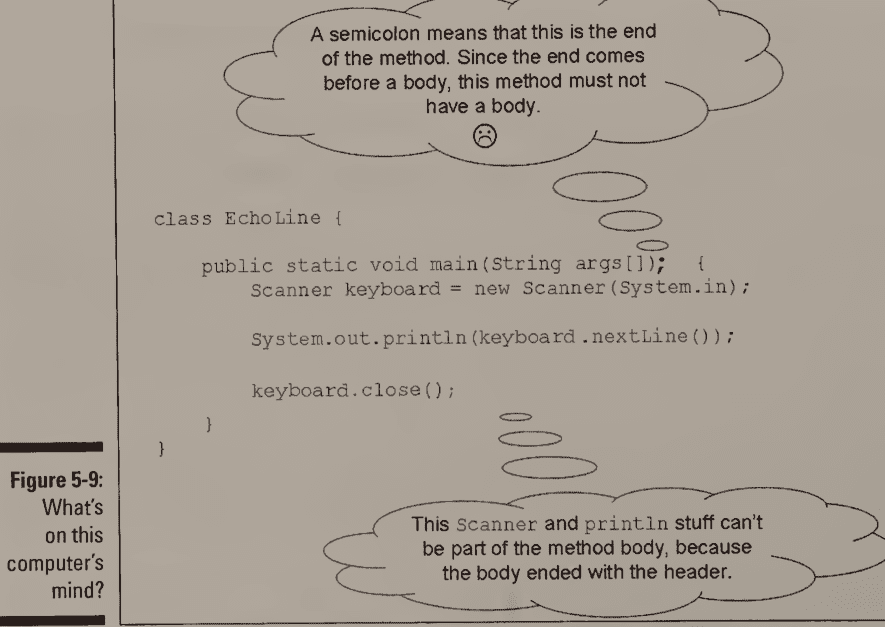 A semicolon means that this is the end
of the method. Since the end comes
before a body, this method must not
have a body.
class EchoLine {
public static void main(String args[]); {
Scanner keyboard = new Scanner(System.in);
System.out.println(keyboard.nextLine());
keyboard.close();
}
}
Figure 5-9:
What's
on this
computer's
mind?
This Scanner and println stuff can't
be part of the method body, because
the body ended with the header.